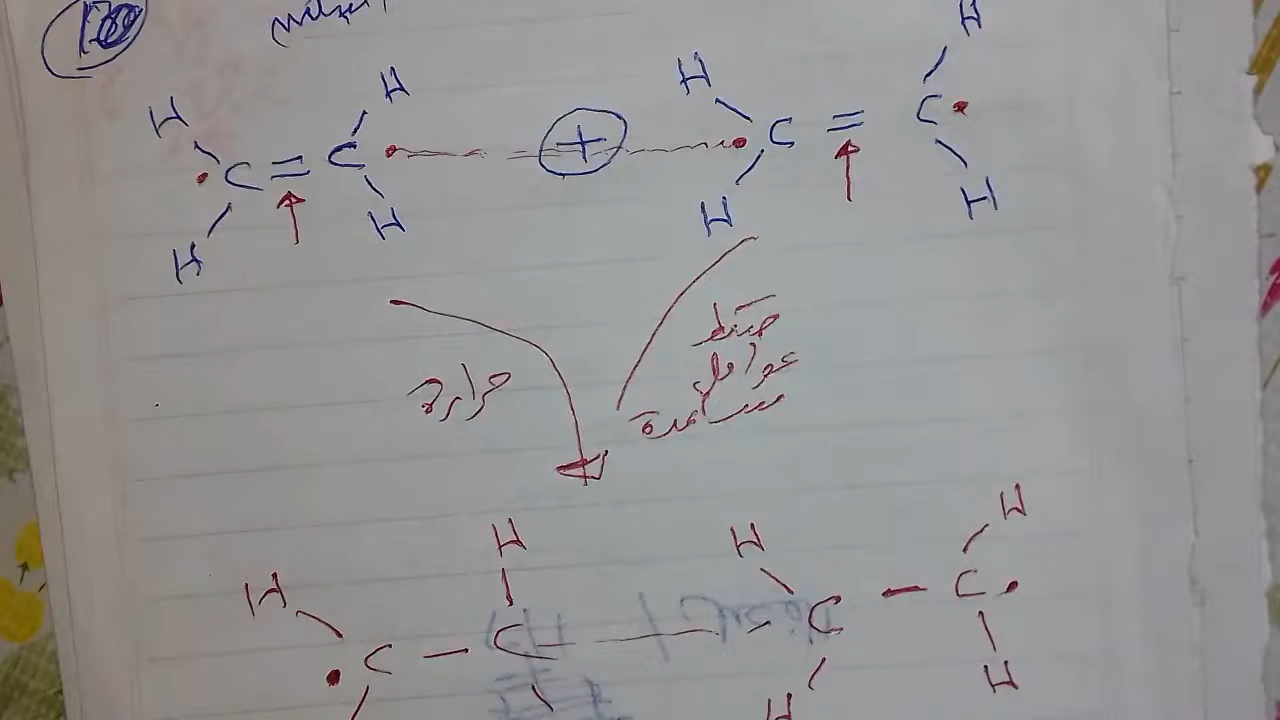 H H H H
C = C + C = C
H H H H
حرارة
ضغط
عوامل
مساعدة
H H H H
C - C - C - C
H H